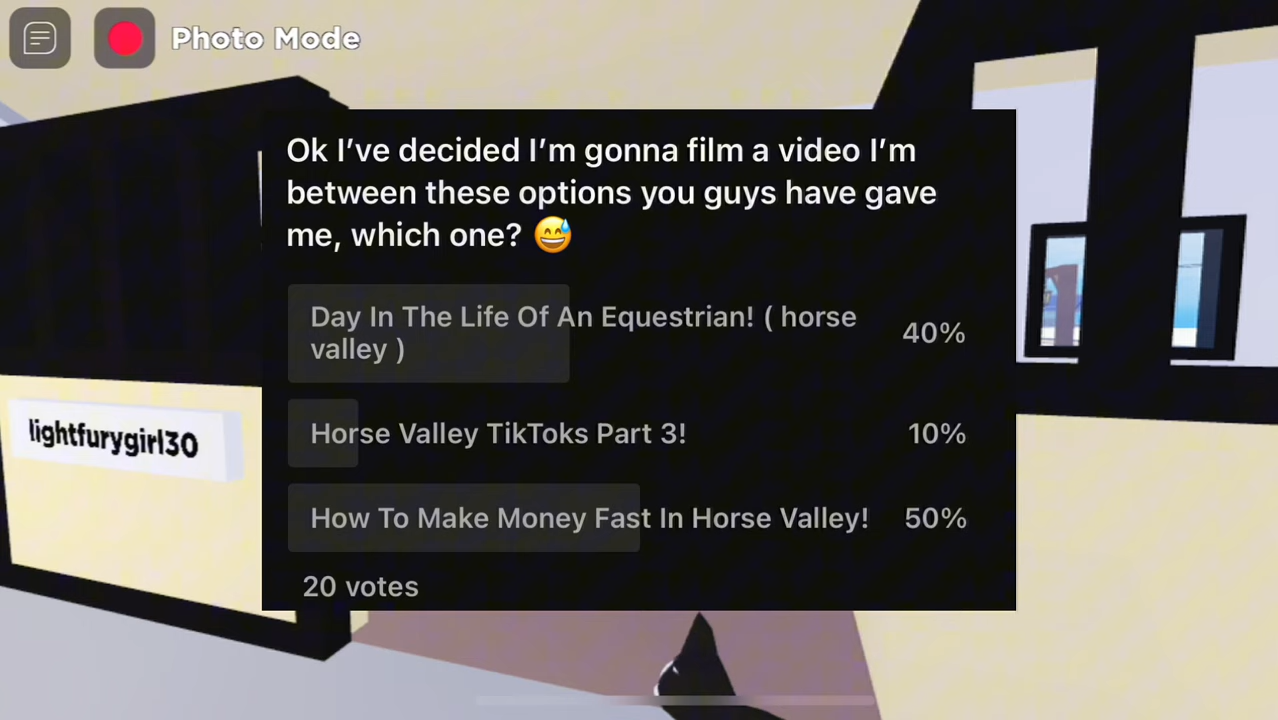 Photo Mode
Ok I’ve decided I’m gonna film a video I’m
between these options you guys have gave
me, which one? 😅
Day In The Life Of An Equestrian! ( horse
valley )
40%
Horse Valley TikToks Part 3!
10%
How To Make Money Fast In Horse Valley!
50%
20 votes
lightfurygirl30